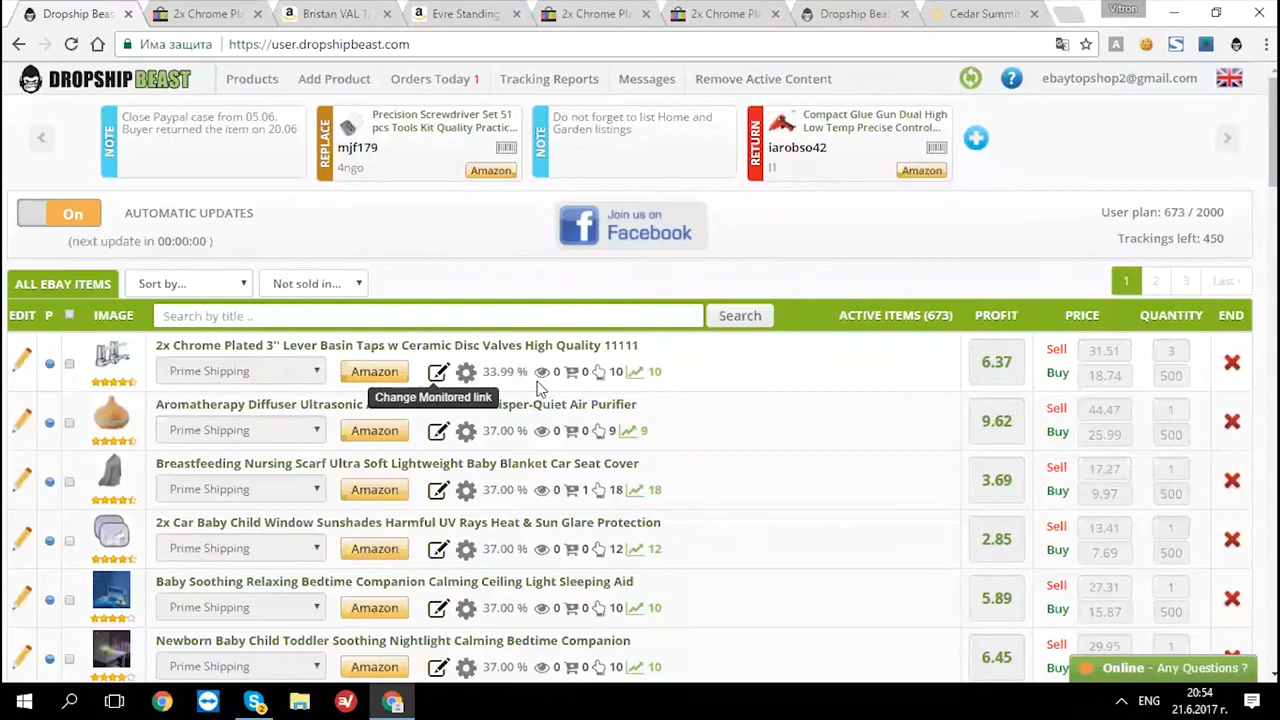 Dropship Beas
2x Chrome Pla
Bristan VAL 1/
Evre Standing
2x Chrome Pla
2x Chrome Pla
Dropship Beas
Cedar Summit
Vitron
Има защита
https://user.dropshipbeast.com
DROPSHIPBEAST
Products
Add Product
Orders Today 1
Tracking Reports
Messages
Remove Active Content
ebaytopshop2@gmail.com
NOTE
Close Paypal case from 05.06.
Buyer returned the item on 20.06
REPLACE
Precision Screwdriver Set 51
pcs Tools Kit Quality Practic...
mjf179
4ngo
Amazon
NOTE
Do not forget to list Home and
Garden listings
RETURN
Compact Glue Gun Dual High
Low Temp Precise Control...
iarobso42
l1
Amazon
On
AUTOMATIC UPDATES
(next update in 00:00:00 )
Join us on
Facebook
User plan: 673 / 2000
Trackings left: 450
ALL EBAY ITEMS
Sort by...
Not sold in...
1 2 3 Last ›
EDIT P IMAGE Search by title .. Search ACTIVE ITEMS (673) PROFIT PRICE QUANTITY END
2x Chrome Plated 3'' Lever Basin Taps w Ceramic Disc Valves High Quality 11111
Prime Shipping Amazon 33.99 % 0 0 10 10
6.37
Sell 31.51 3
Buy 18.74 500
Change Monitored link
Aromatherapy Diffuser Ultrasonic
isper-Quiet Air Purifier
Prime Shipping Amazon 37.00 % 0 0 9 9
9.62
Sell 44.47 1
Buy 25.99 500
Breastfeeding Nursing Scarf Ultra Soft Lightweight Baby Blanket Car Seat Cover
Prime Shipping Amazon 37.00 % 0 1 18 18
3.69
Sell 17.27 1
Buy 9.97 500
2x Car Baby Child Window Sunshades Harmful UV Rays Heat & Sun Glare Protection
Prime Shipping Amazon 37.00 % 0 0 12 12
2.85
Sell 13.41 1
Buy 7.69 500
Baby Soothing Relaxing Bedtime Companion Calming Ceiling Light Sleeping Aid
Prime Shipping Amazon 37.00 % 0 0 10 10
5.89
Sell 27.31 1
Buy 15.87 500
Newborn Baby Child Toddler Soothing Nightlight Calming Bedtime Companion
Prime Shipping Amazon 37.00 % 0 0 10 10
6.45
Sell 29.95 1
Buy
Online - Any Questions ?
ENG
20:54
21.6.2017 г.